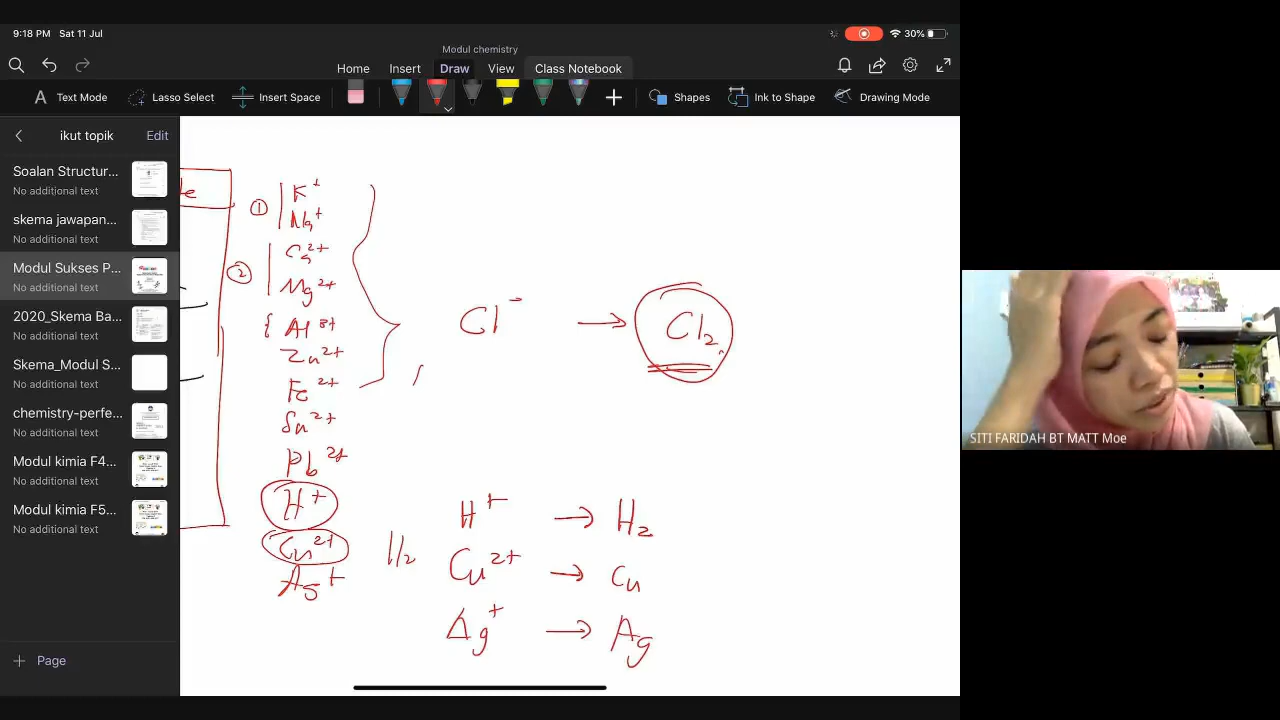 9:18 PM Sat 11 Jul
30%
Modul chemistry
Home Insert Draw View Class Notebook
Text Mode Lasso Select Insert Space Shapes Ink to Shape Drawing Mode
ikut topik Edit
Soalan Structur...
No additional text
skema jawapan...
No additional text
Modul Sukses P...
No additional text
2020_Skema Ba...
No additional text
Skema_Modul S...
No additional text
chemistry-perfe...
No additional text
Modul kimia F4...
No additional text
Modul kimia F5...
No additional text
Page
① K⁺
Na⁺
② Ca²⁺
Mg²⁺
Al³⁺
Zn²⁺
Fe²⁺
Sn²⁺
Pb²⁺
H⁺
Cu²⁺
Ag⁺
Cl⁻ → Cl₂
H⁺ → H₂
Cu²⁺ → Cu
Ag⁺ → Ag
SITI FARIDAH BT MATT Moe